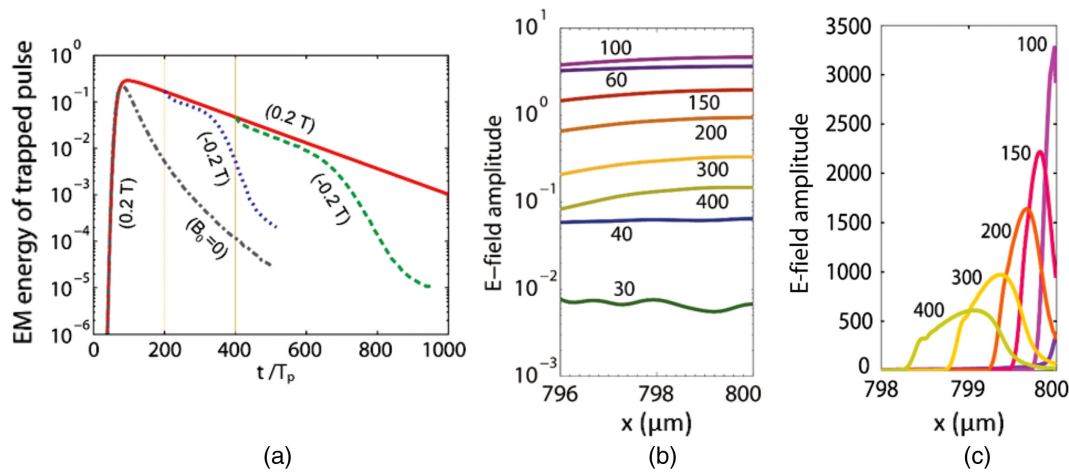 EM energy of trapped pulse
10^0
10^-1
10^-2
10^-3
10^-4
10^-5
10^-6
0 200 400 600 800 1000
t /T_p
(0.2 T)
(0.2 T)
(-0.2 T)
(-0.2 T)
(B_0=0)
(a)
E-field amplitude
10^1
10^0
10^-1
10^-2
10^-3
100
60
150
200
300
400
40
30
796 798 800
x (μm)
(b)
E-field amplitude
3500
3000
2500
2000
1500
1000
500
0
100
150
200
300
400
798 799 800
x (μm)
(c)